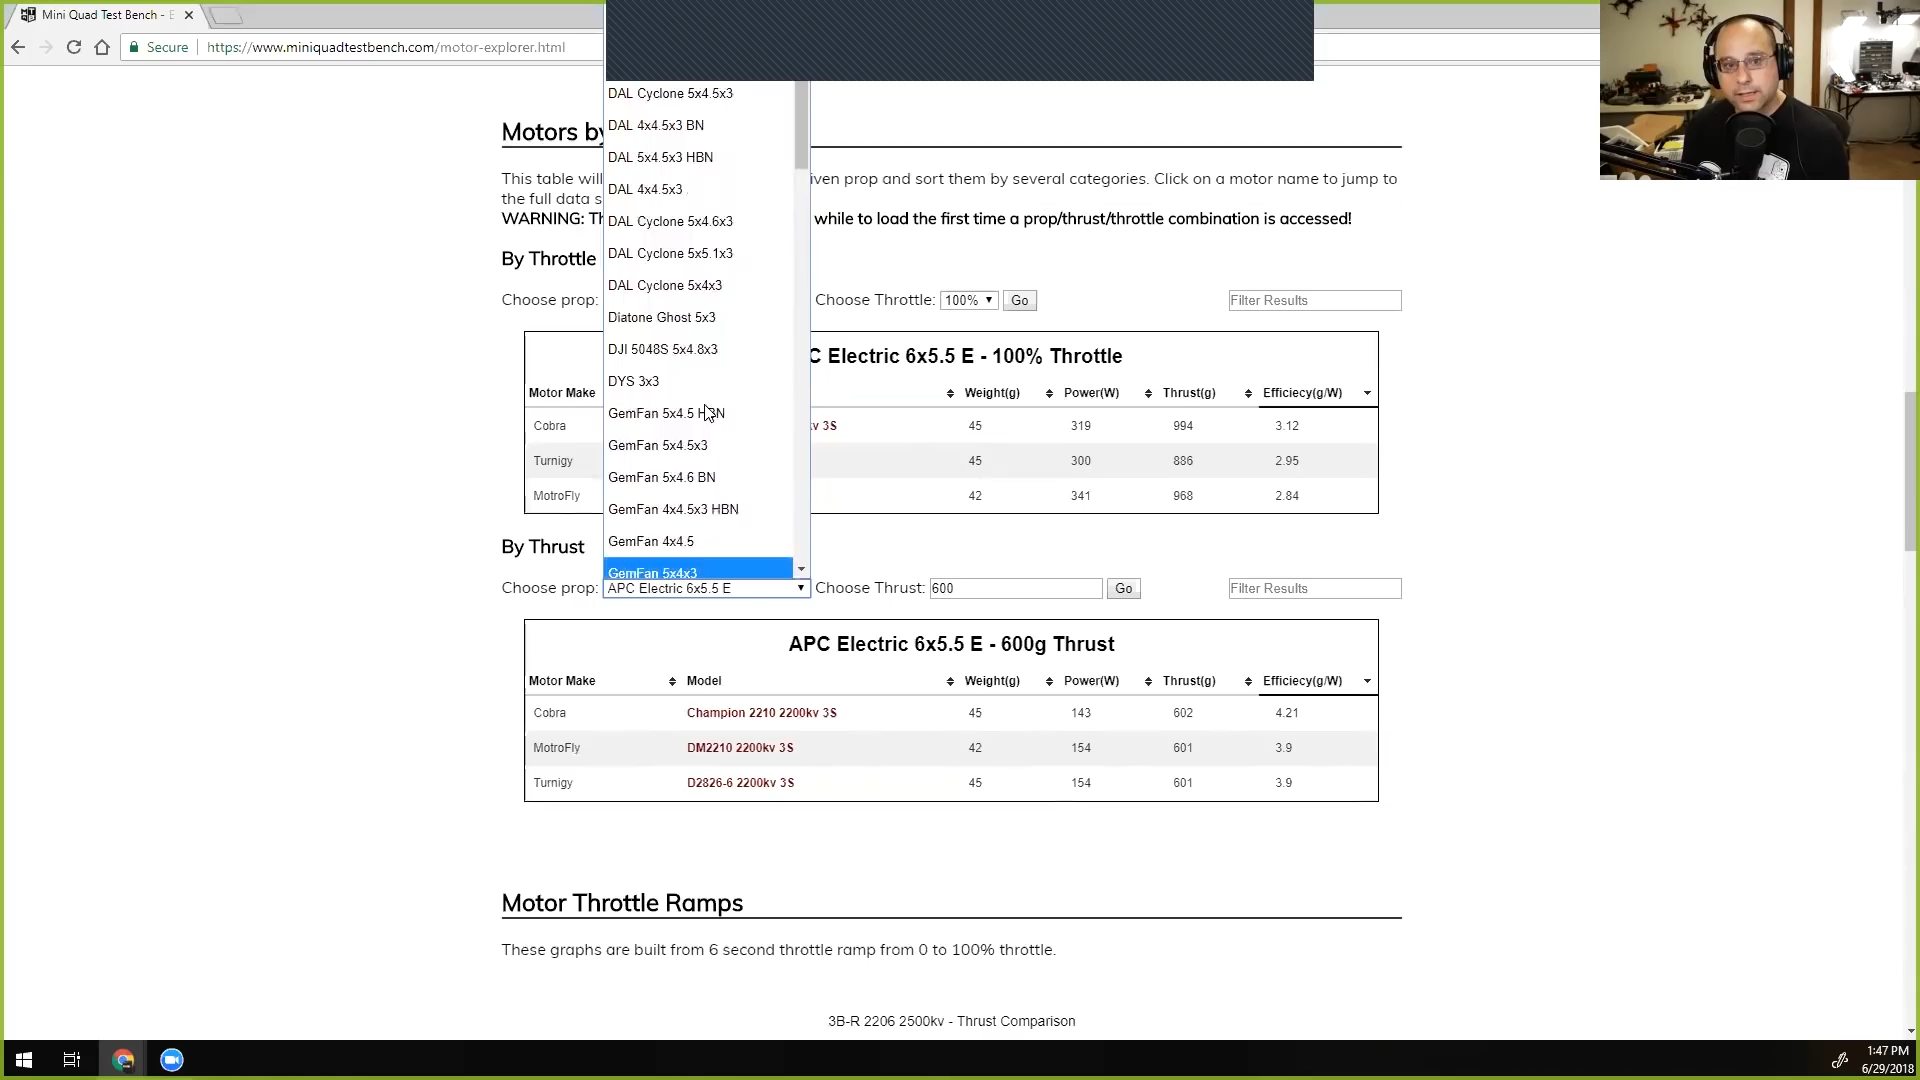 Mini Quad Test Bench - E
Secure
https://www.miniquadtestbench.com/motor-explorer.html
Motors by
This table will
iven prop and sort them by several categories. Click on a motor name to jump to
the full data s
WARNING: Th
while to load the first time a prop/thrust/throttle combination is accessed!
By Throttle
Choose prop:
Choose Throttle: 100% Go
Filter Results
DAL Cyclone 5x4.5x3
DAL 4x4.5x3 BN
DAL 5x4.5x3 HBN
DAL 4x4.5x3
DAL Cyclone 5x4.6x3
DAL Cyclone 5x5.1x3
DAL Cyclone 5x4x3
Diatone Ghost 5x3
DJI 5048S 5x4.8x3
DYS 3x3
GemFan 5x4.5 HBN
GemFan 5x4.5x3
GemFan 5x4.6 BN
GemFan 4x4.5x3 HBN
GemFan 4x4.5
GemFan 5x4x3
C Electric 6x5.5 E - 100% Throttle
Motor Make Weight(g) Power(W) Thrust(g) Efficiecy(g/W)
Cobra v 3S 45 319 994 3.12
Turnigy 45 300 886 2.95
MotroFly 42 341 968 2.84
By Thrust
Choose prop: APC Electric 6x5.5 E Choose Thrust: 600 Go
Filter Results
APC Electric 6x5.5 E - 600g Thrust
Motor Make Model Weight(g) Power(W) Thrust(g) Efficiecy(g/W)
Cobra Champion 2210 2200kv 3S 45 143 602 4.21
MotroFly DM2210 2200kv 3S 42 154 601 3.9
Turnigy D2826-6 2200kv 3S 45 154 601 3.9
Motor Throttle Ramps
These graphs are built from 6 second throttle ramp from 0 to 100% throttle.
3B-R 2206 2500kv - Thrust Comparison
1:47 PM
6/29/2018